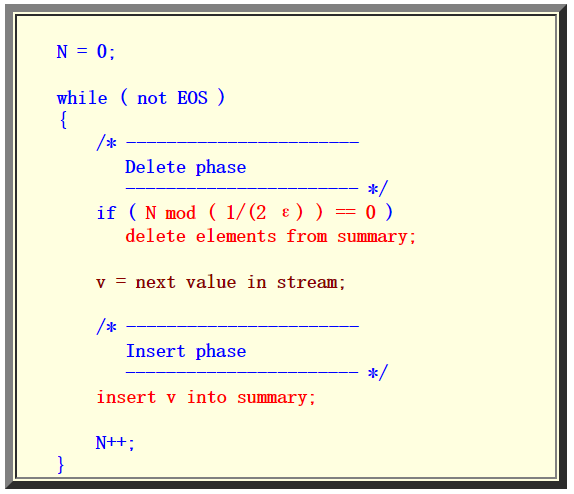 N = 0;
while ( not EOS )
{
/* -----------------------
Delete phase
----------------------- */
if ( N mod ( 1/(2 ε) ) == 0 )
delete elements from summary;
v = next value in stream;
/* -----------------------
Insert phase
----------------------- */
insert v into summary;
N++;
}